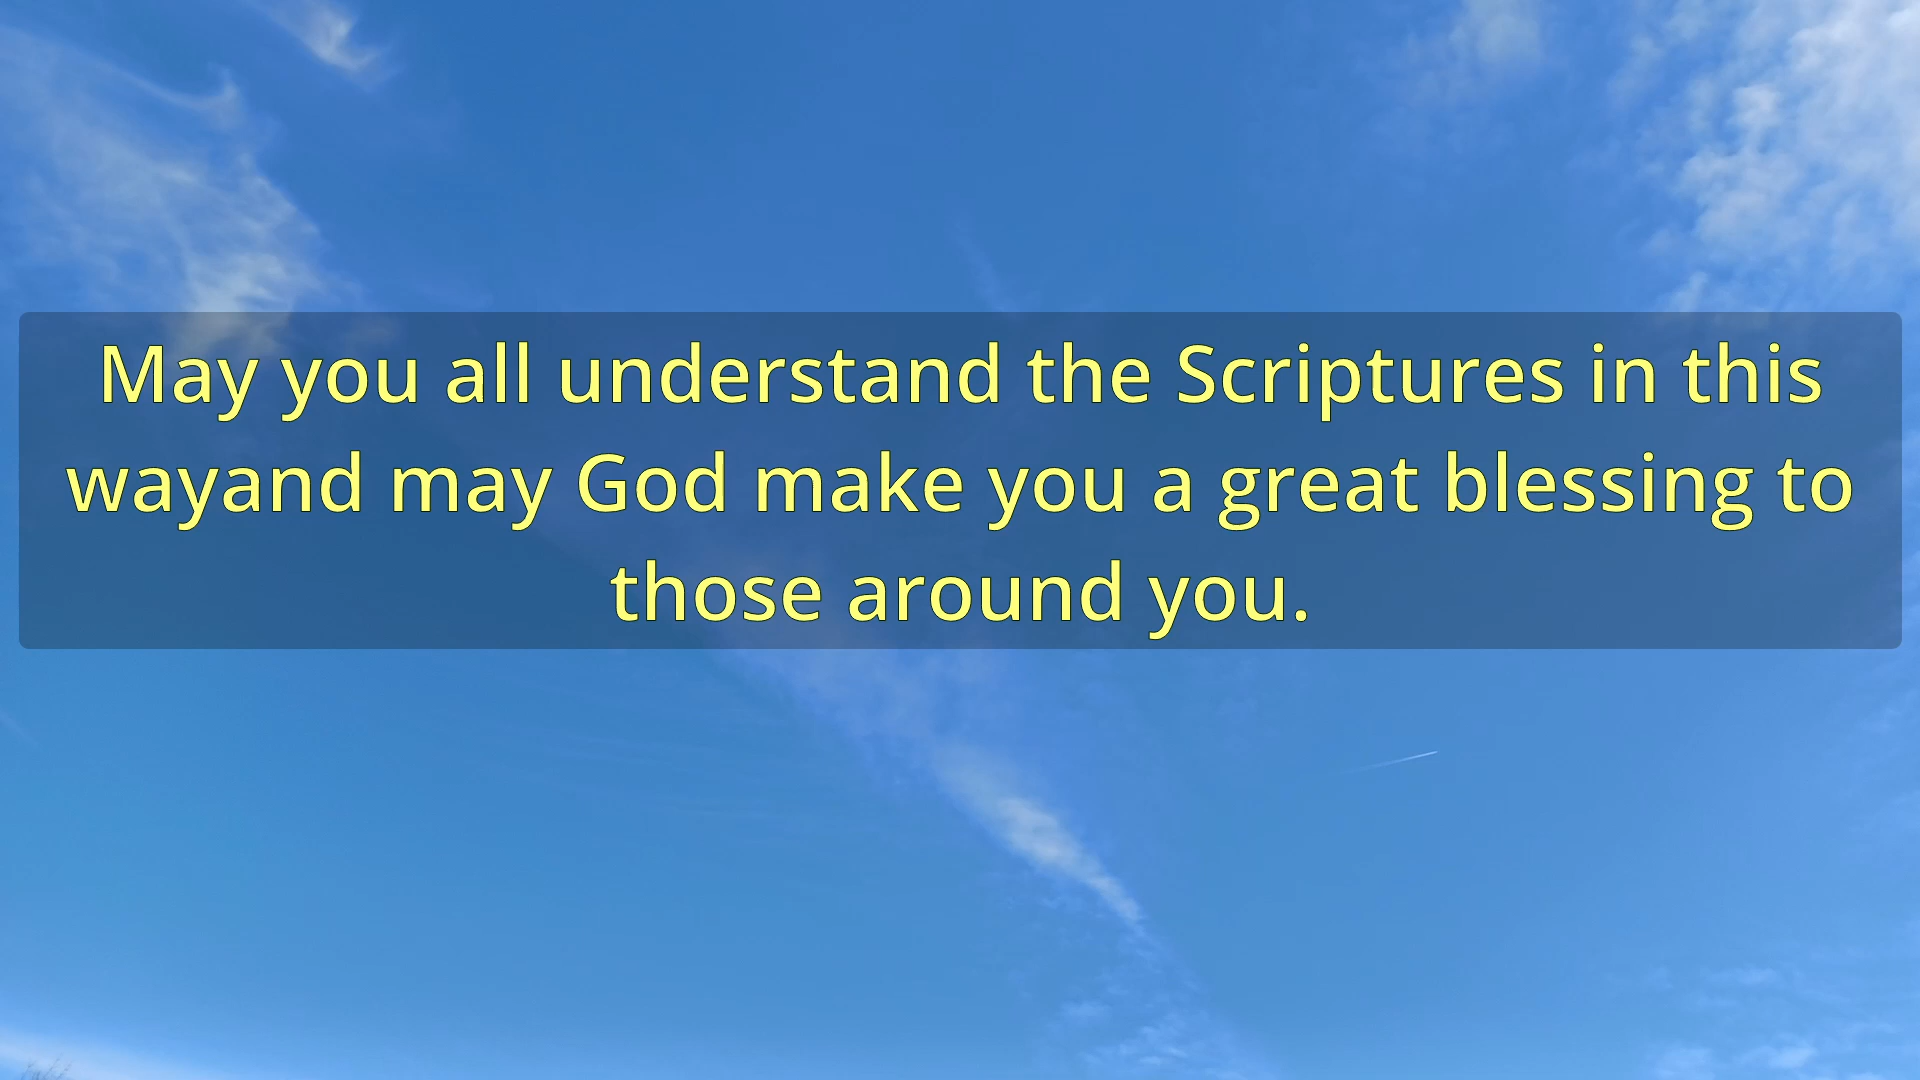 May you all understand the Scriptures in this
wayand may God make you a great blessing to
those around you.